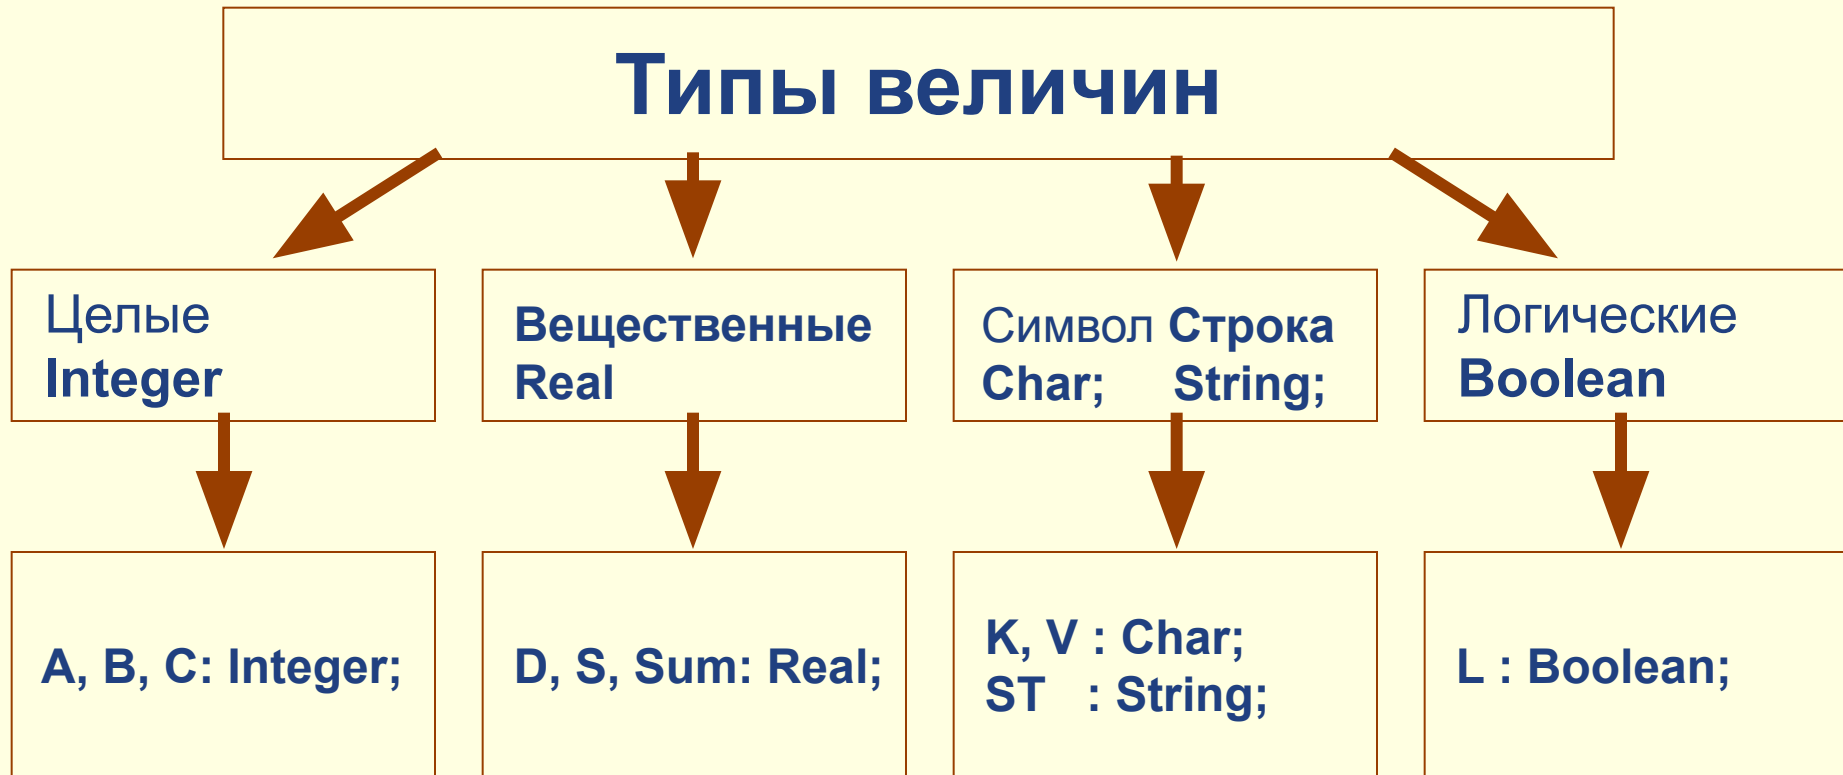 Типы величин
Целые
Integer
Вещественные
Real
Символ Строка
Char; String;
Логические
Boolean
A, B, C: Integer;
D, S, Sum: Real;
K, V : Char;
ST : String;
L : Boolean;